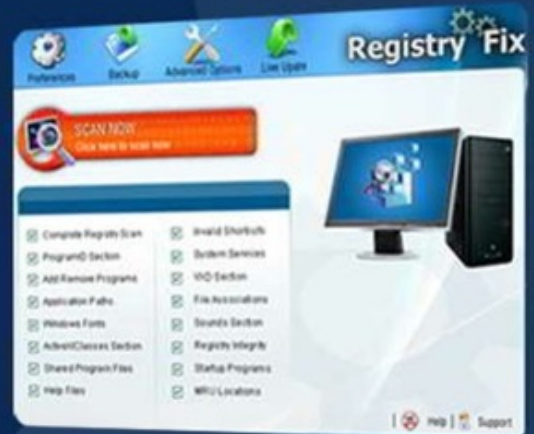 Registry Fix
Preferences
Backup
Advanced Options
Live Update
SCAN NOW
Click here to scan now
Complete Registry Scan
ProgramID Section
Add Remove Programs
Application Paths
Windows Fonts
ActiveX/Classes Section
Shared Program Files
Help Files
Invalid Shortcuts
System Services
VXD Section
File Associations
Sounds Section
Registry Integrity
Startup Programs
MRU Locations
Help
Support